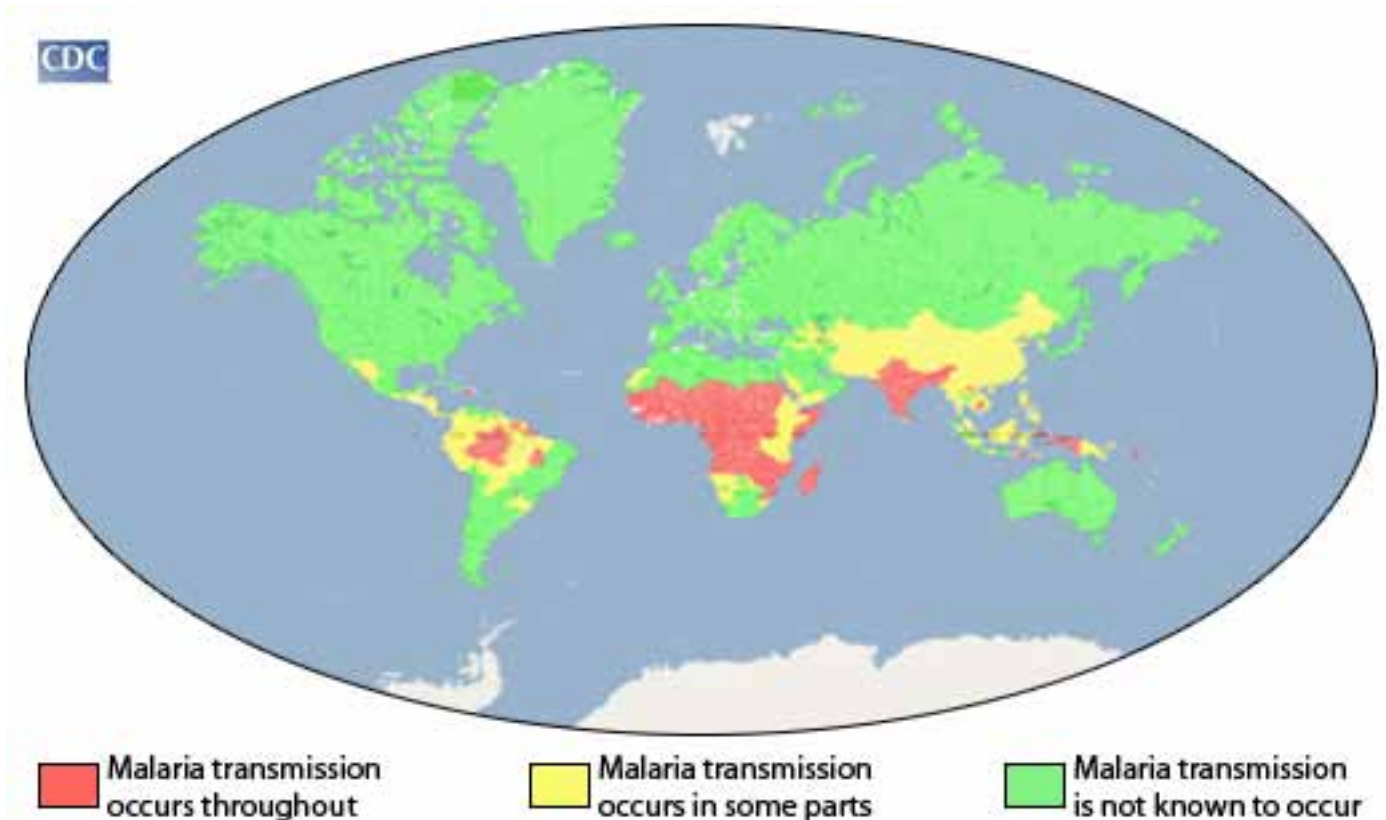 CDC
Malaria transmission
occurs throughout
Malaria transmission
occurs in some parts
Malaria transmission
is not known to occur